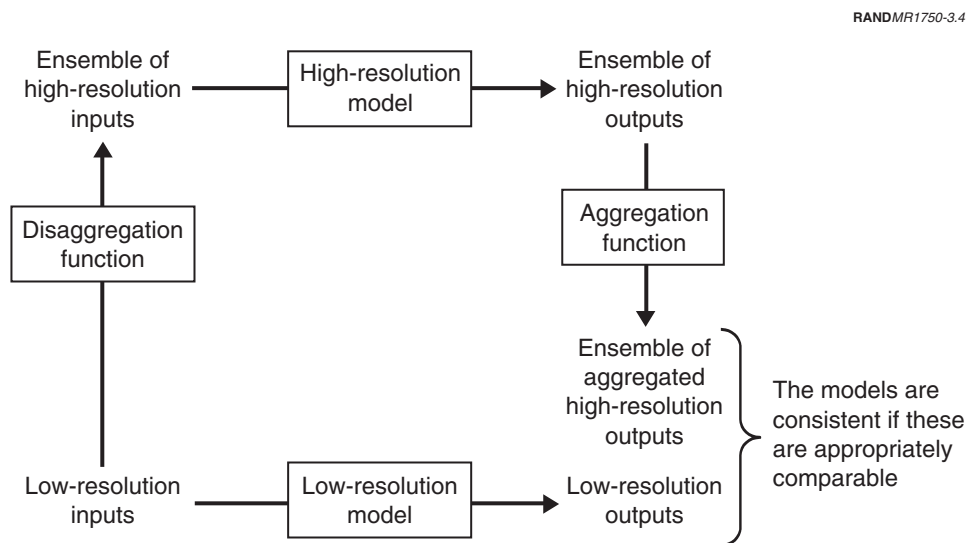 RANDMR1750-3.4
Ensemble of
high-resolution
inputs
High-resolution
model
Ensemble of
high-resolution
outputs
Disaggregation
function
Aggregation
function
Ensemble of
aggregated
high-resolution
outputs
The models are
consistent if these
are appropriately
comparable
Low-resolution
inputs
Low-resolution
model
Low-resolution
outputs